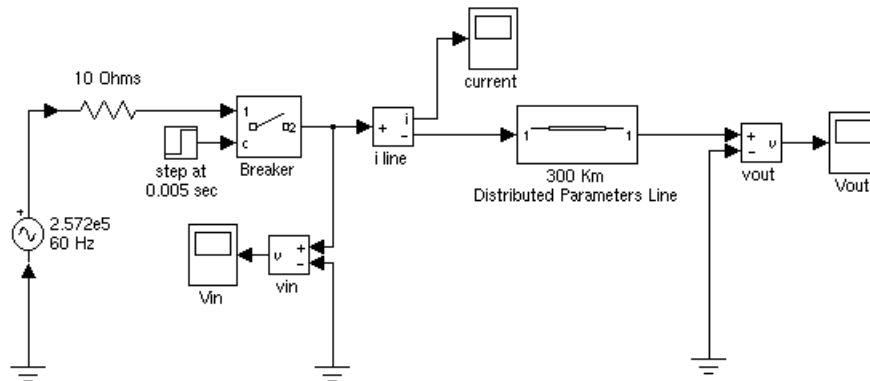 10 Ohms
current
1
c
2
Breaker
step at
0.005 sec
+
i
−
i line
1
1
300 Km
Distributed Parameters Line
+
−
v
vout
Vout
+
2.572e5
60 Hz
Vin
v
+
−
vin